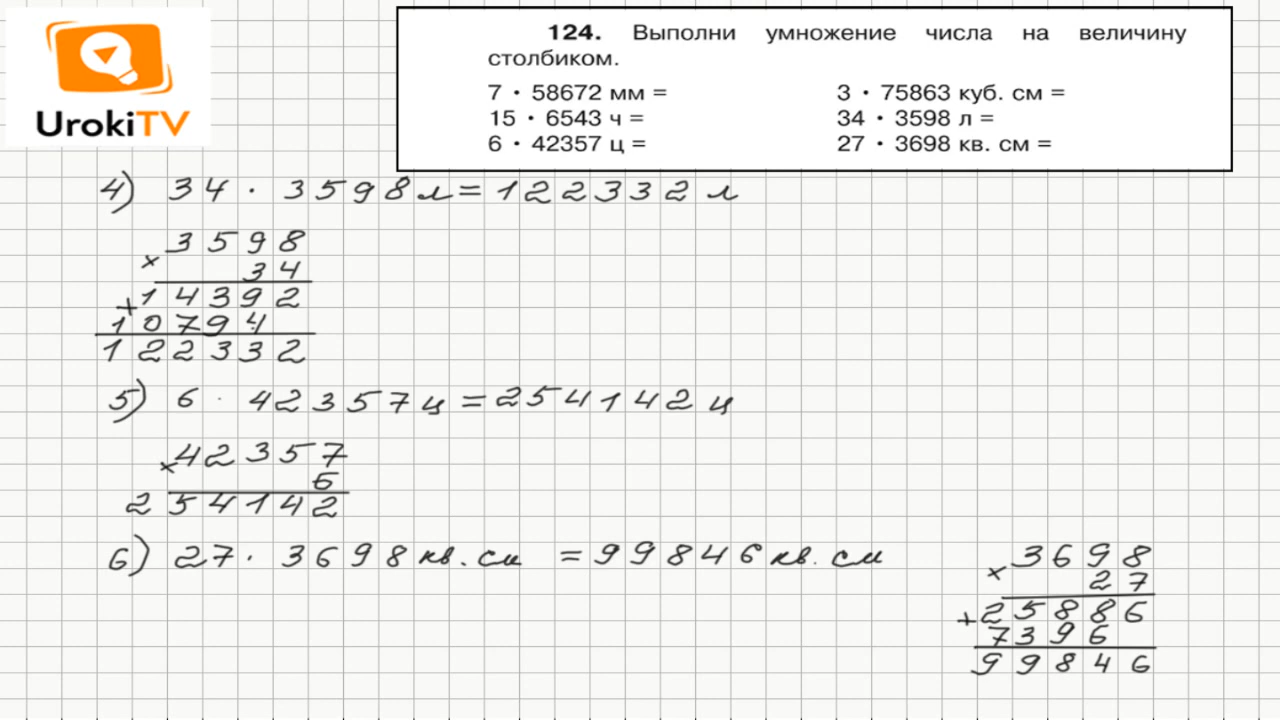 UrokiTV
124. Выполни умножение числа на величину
столбиком.
7 · 58672 мм = 3 · 75863 куб. см =
15 · 6543 ч = 34 · 3598 л =
6 · 42357 ц = 27 · 3698 кв. см =
4) 34 · 3598 л = 122332 л
3598
× 34
+ 14392
10794
122332
5) 6 · 42357 ц = 254142 ц
× 42357
6
254142
6) 27 · 3698 кв. см = 99846 кв. см
3698
× 27
+ 25886
7396
99846